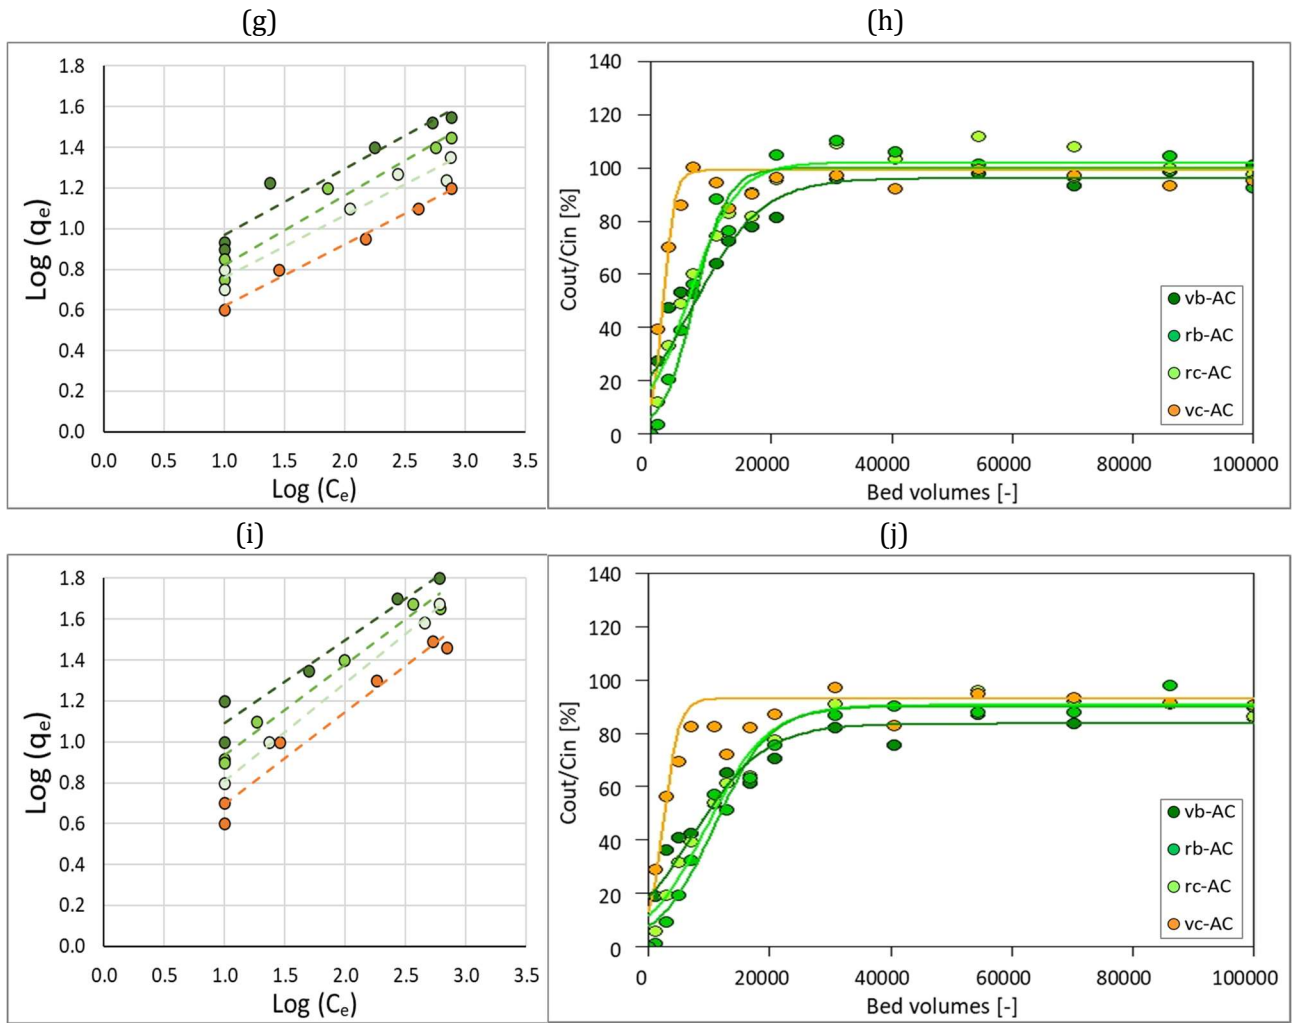 (g)
1.8
1.6
1.4
1.2
1.0
0.8
0.6
0.4
0.2
0.0
Log (qe)
0.0 0.5 1.0 1.5 2.0 2.5 3.0 3.5
Log (Ce)
(h)
140
120
100
80
60
40
20
0
Cout/Cin [%]
vb-AC
rb-AC
rc-AC
vc-AC
0 20000 40000 60000 80000 100000
Bed volumes [-]
(i)
1.8
1.6
1.4
1.2
1.0
0.8
0.6
0.4
0.2
0.0
Log (qe)
0.0 0.5 1.0 1.5 2.0 2.5 3.0 3.5
Log (Ce)
(j)
140
120
100
80
60
40
20
0
Cout/Cin [%]
vb-AC
rb-AC
rc-AC
vc-AC
0 20000 40000 60000 80000 100000
Bed volumes [-]